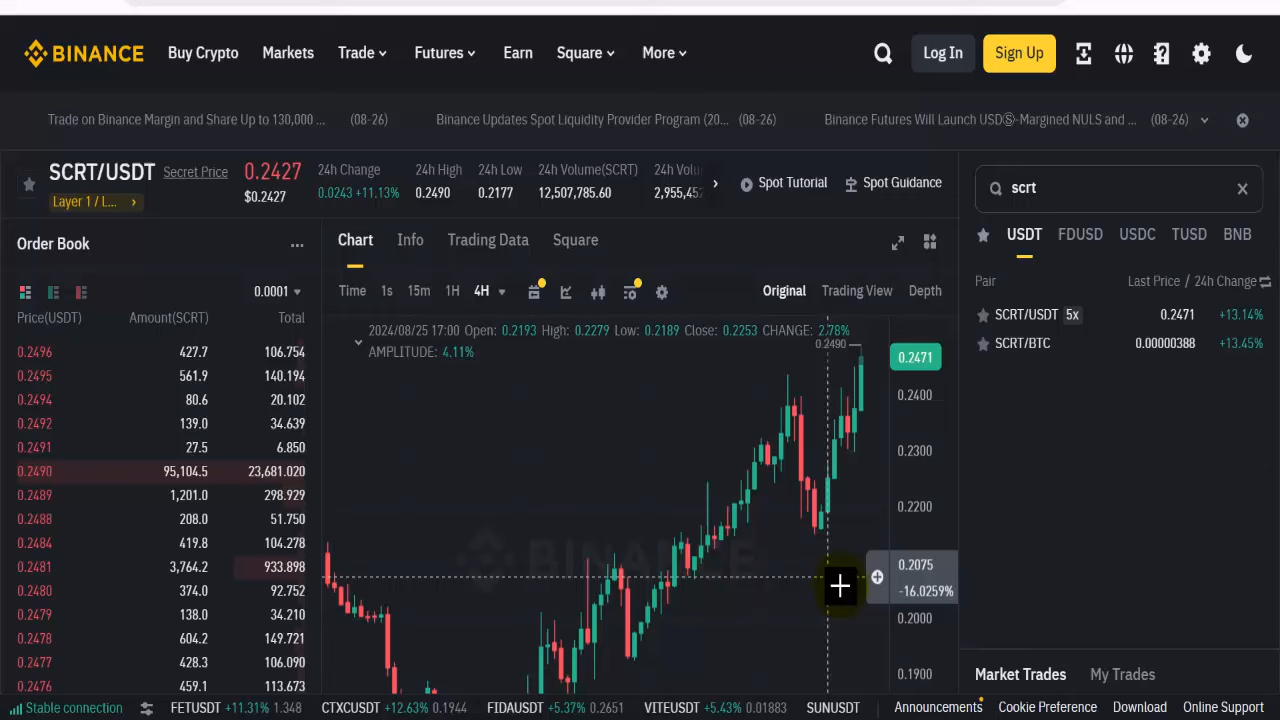 BINANCE Buy Crypto Markets Trade Futures Earn Square More Log In Sign Up
Trade on Binance Margin and Share Up to 130,000 ... (08-26) Binance Updates Spot Liquidity Provider Program (20... (08-26) Binance Futures Will Launch USDⓈ-Margined NULS and ... (08-26)
SCRT/USDT Secret Price 0.2427 $0.2427
Layer 1 / L...
24h Change 24h High 24h Low 24h Volume(SCRT) 24h Volu
0.0243 +11.13% 0.2490 0.2177 12,507,785.60 2,955,452
Spot Tutorial Spot Guidance
scrt
USDT FDUSD USDC TUSD BNB
Pair Last Price / 24h Change
SCRT/USDT 5x 0.2471 +13.14%
SCRT/BTC 0.00000388 +13.45%
Order Book ...
0.0001
Price(USDT) Amount(SCRT) Total
0.2496 427.7 106.754
0.2495 561.9 140.194
0.2494 80.6 20.102
0.2492 139.0 34.639
0.2491 27.5 6.850
0.2490 95,104.5 23,681.020
0.2489 1,201.0 298.929
0.2488 208.0 51.750
0.2484 419.8 104.278
0.2481 3,764.2 933.898
0.2480 374.0 92.752
0.2479 138.0 34.210
0.2478 604.2 149.721
0.2477 428.3 106.090
0.2476 459.1 113.673
Chart Info Trading Data Square
Time 1s 15m 1H 4H Original Trading View Depth
2024/08/25 17:00 Open: 0.2193 High: 0.2279 Low: 0.2189 Close: 0.2253 CHANGE: 2.78%
AMPLITUDE: 4.11%
0.2490
0.2471
0.2400
0.2300
0.2200
0.2075
-16.0259%
0.2000
0.1900
BINANCE
Market Trades My Trades
Stable connection FETUSDT +11.31% 1.348 CTXCUSDT +12.63% 0.1944 FIDAUSDT +5.37% 0.2651 VITEUSDT +5.43% 0.01883 SUNUSDT Announcements Cookie Preference Download Online Support